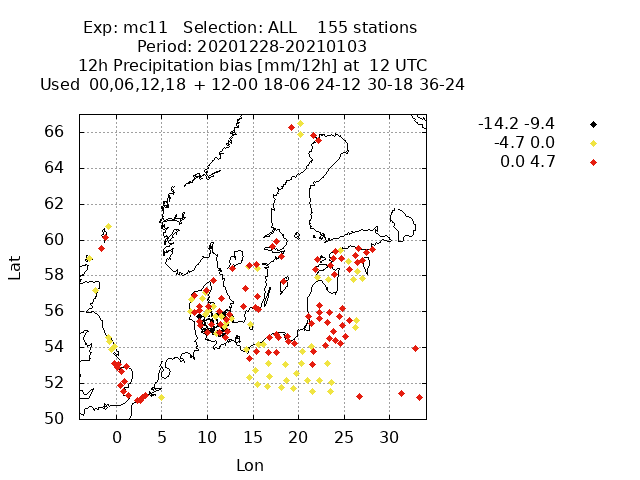 Exp: mc11 Selection: ALL 155 stations
Period: 20201228-20210103
12h Precipitation bias [mm/12h] at 12 UTC
Used 00,06,12,18 + 12-00 18-06 24-12 30-18 36-24
-14.2 -9.4
-4.7 0.0
0.0 4.7
66
64
62
60
58
56
54
52
50
Lat
0 5 10 15 20 25 30
Lon